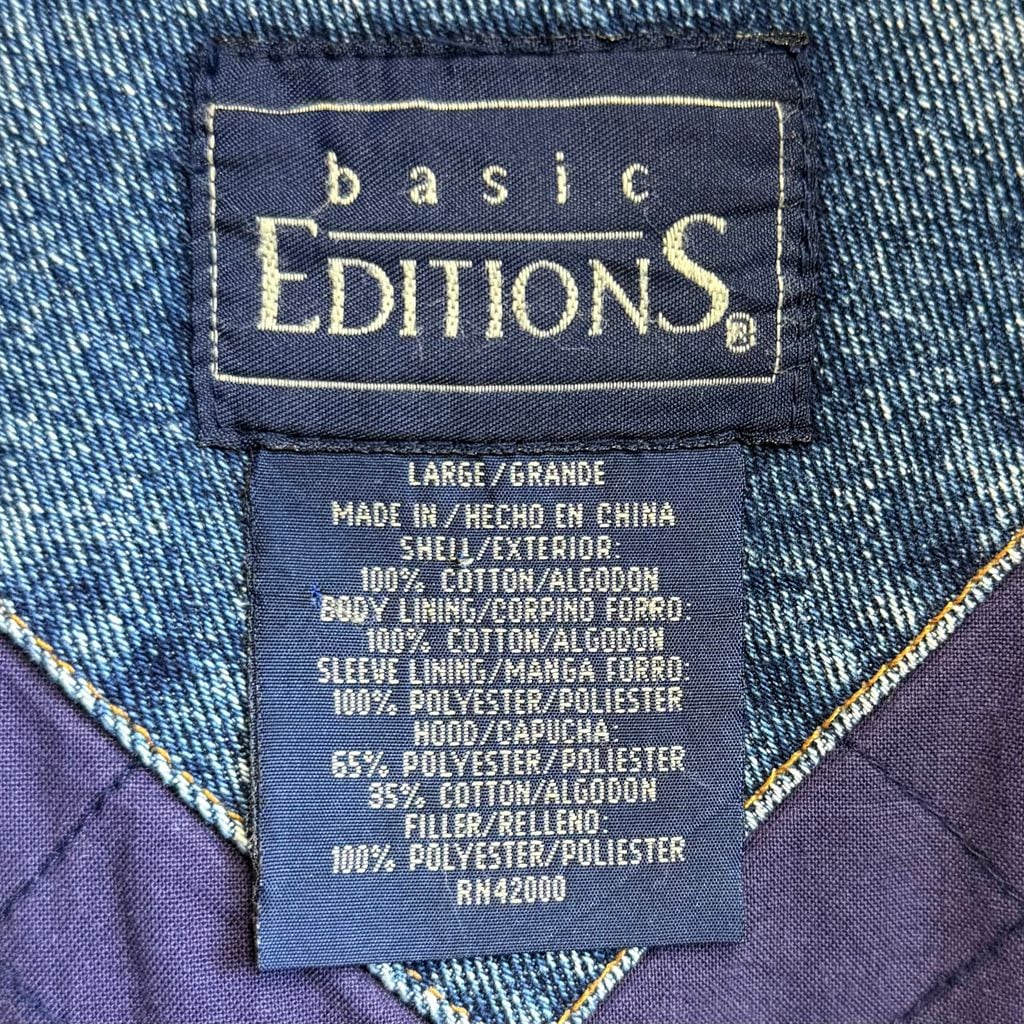 basic
EDITIONS®
LARGE/GRANDE
MADE IN/HECHO EN CHINA
SHELL/EXTERIOR:
100% COTTON/ALGODON
BODY LINING/CORPINO FORRO:
100% COTTON/ALGODON
SLEEVE LINING/MANGA FORRO:
100% POLYESTER/POLIESTER
HOOD/CAPUCHA:
65% POLYESTER/POLIESTER
35% COTTON/ALGODON
FILLER/RELLENO:
100% POLYESTER/POLIESTER
RN42000